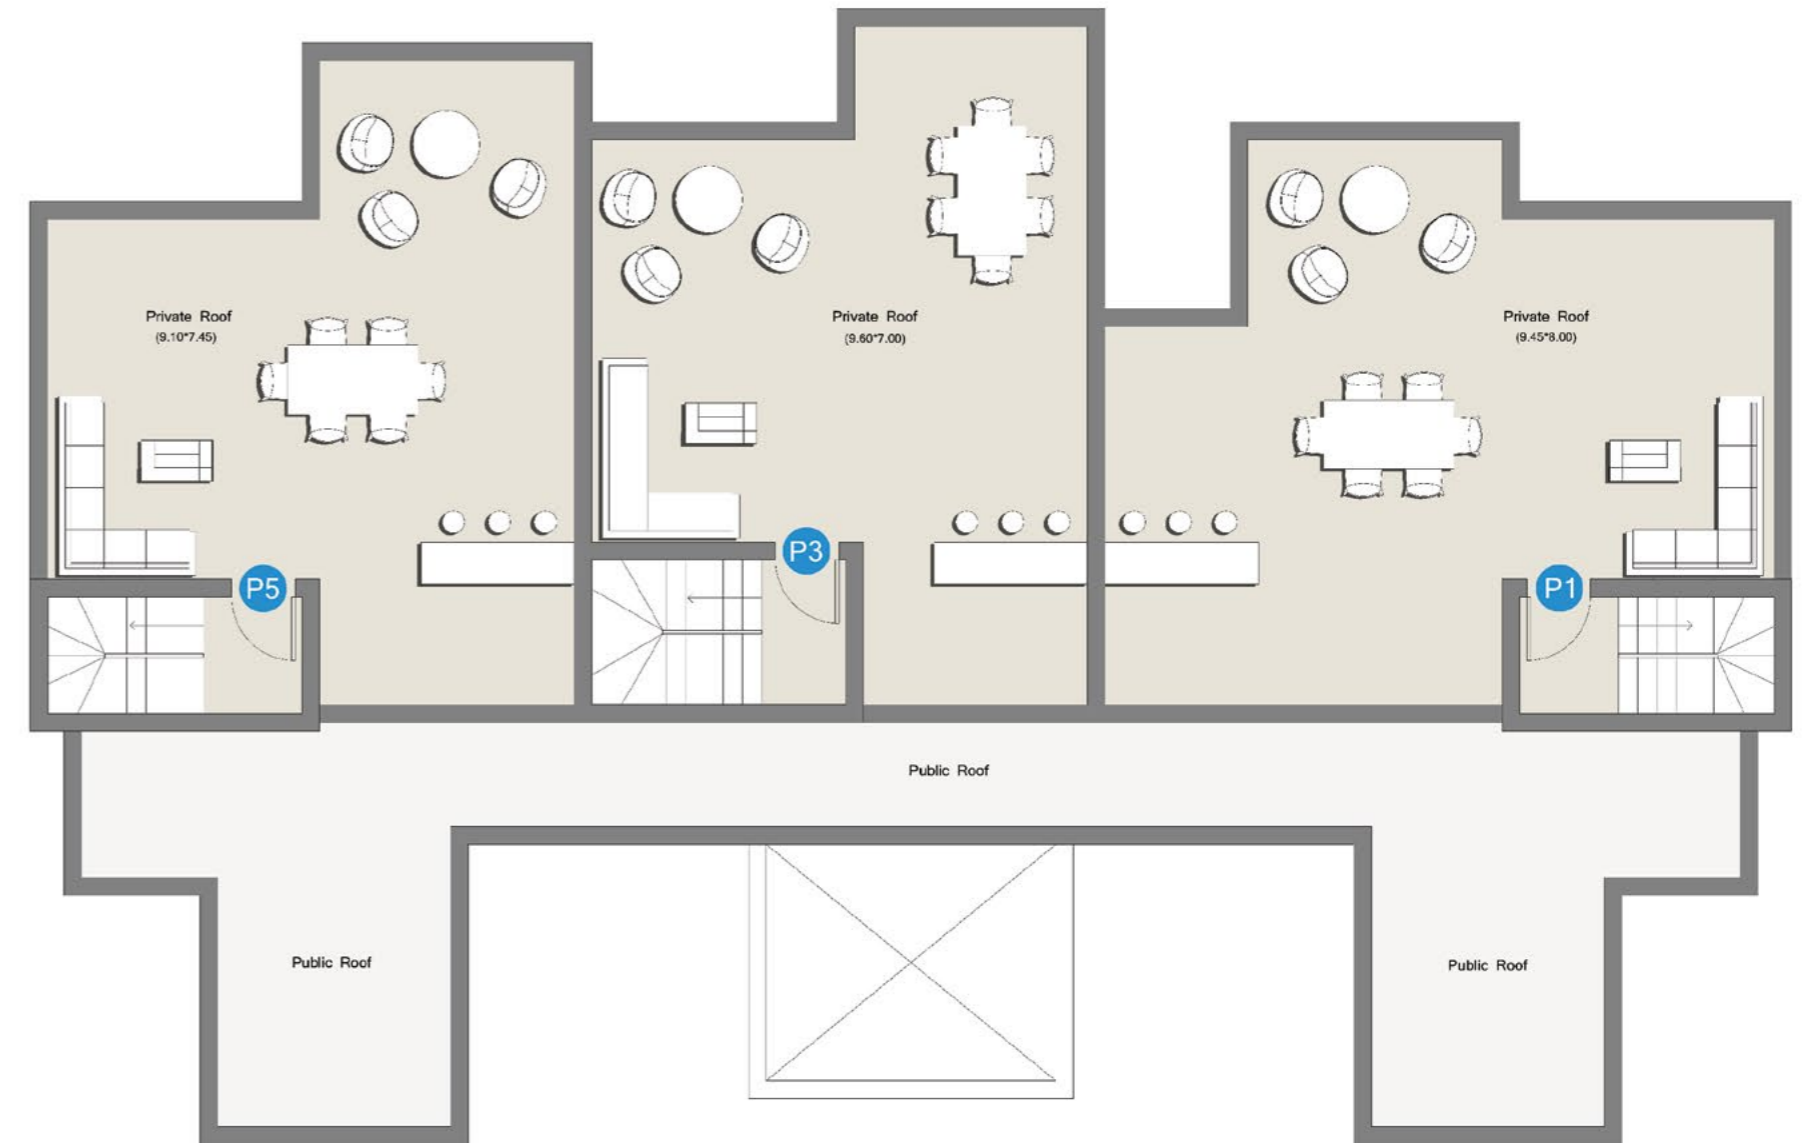 Private Roof
(9.10*7.45)
Private Roof
(9.60*7.00)
Private Roof
(9.45*8.00)
P5
P3
P1
Public Roof
Public Roof
Public Roof